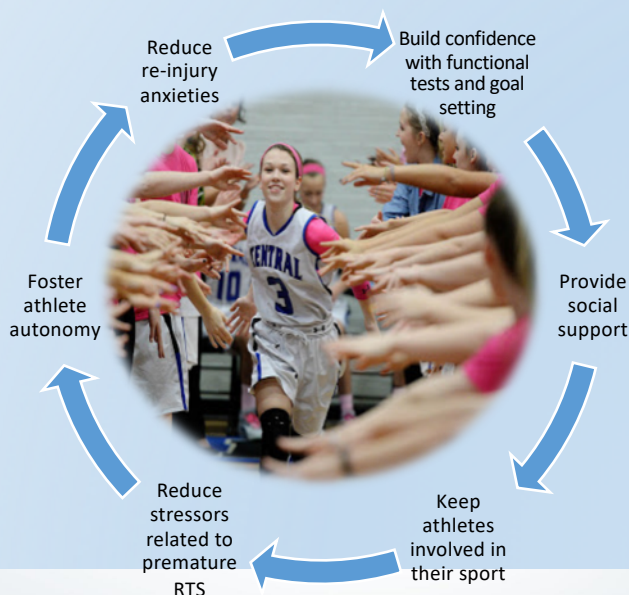 Reduce
re-injury
anxieties
Build confidence
with functional
tests and goal
setting
Provide
social
support
Keep
athletes
involved in
their sport
Reduce
stressors
related to
premature
RTS
Foster
athlete
autonomy
CENTRAL
3
10